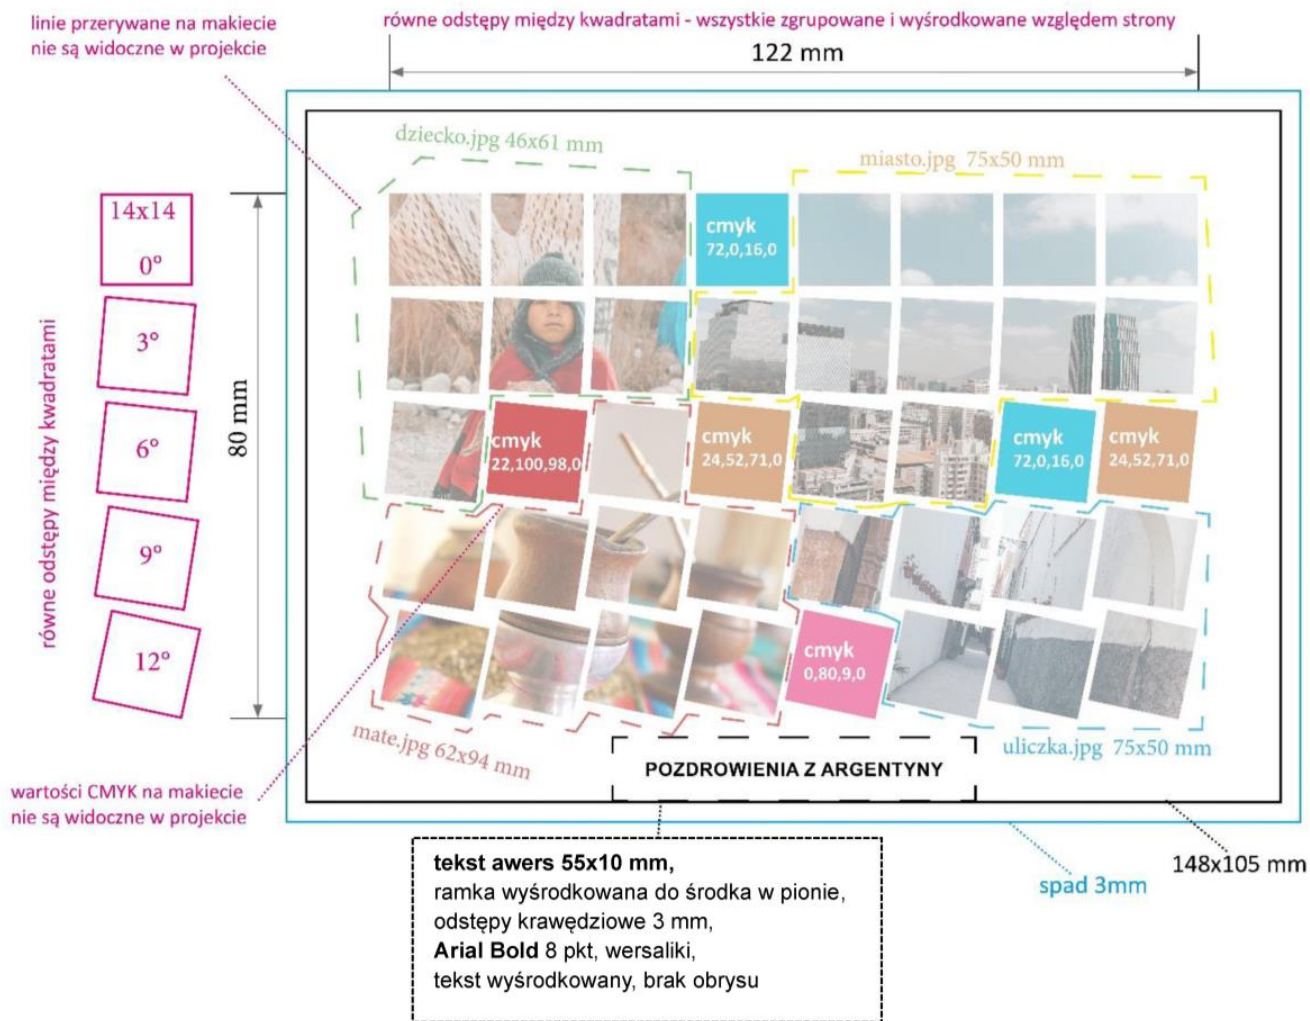 linie przerywane na makiecie
nie są widoczne w projekcie
równe odstępy między kwadratami - wszystkie zgrupowane i wyśrodkowane względem strony
122 mm
dziecko.jpg 46x61 mm
miasto.jpg 75x50 mm
14x14
0°
3°
6°
9°
12°
równe odstępy między kwadratami
80 mm
cmyk
72,0,16,0
cmyk
22,100,98,0
cmyk
24,52,71,0
cmyk
72,0,16,0
cmyk
24,52,71,0
cmyk
0,80,9,0
mate.jpg 62x94 mm
uliczka.jpg 75x50 mm
POZDROWIENIA Z ARGENTYNY
wartości CMYK na makiecie
nie są widoczne w projekcie
tekst awers 55x10 mm,
ramka wyśrodkowana do środka w pionie,
odstępy krawędziowe 3 mm,
Arial Bold 8 pkt, wersaliki,
tekst wyśrodkowany, brak obrysu
spad 3mm
148x105 mm